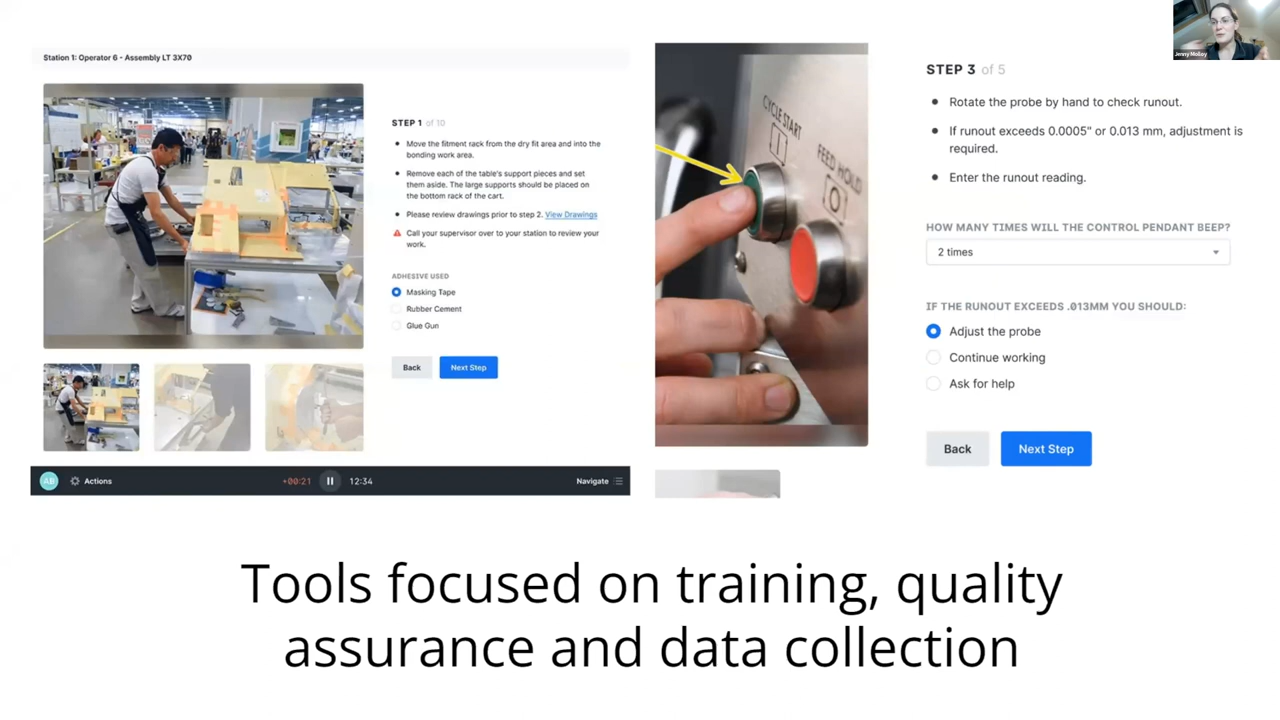 Jenny Molloy
Station 1: Operator 6 - Assembly LT 3X70
STEP 1 of 10
Move the fitment rack from the dry fit area and into the
bonding work area.
Remove each of the table's support pieces and set
them aside. The large supports should be placed on
the bottom rack of the cart.
Please review drawings prior to step 2. View Drawings
Call your supervisor over to your station to review your
work.
ADHESIVE USED
Masking Tape
Rubber Cement
Glue Gun
Back
Next Step
AB
Actions
+00:21
12:34
Navigate
CYCLE START
FEED HOLD
STEP 3 of 5
Rotate the probe by hand to check runout.
If runout exceeds 0.0005" or 0.013 mm, adjustment is
required.
Enter the runout reading.
HOW MANY TIMES WILL THE CONTROL PENDANT BEEP?
2 times
IF THE RUNOUT EXCEEDS .013MM YOU SHOULD:
Adjust the probe
Continue working
Ask for help
Back
Next Step
Tools focused on training, quality
assurance and data collection